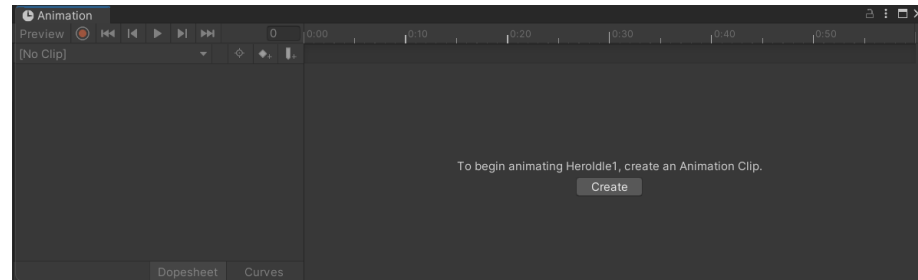 Animation
Preview 0 0:00 0:10 0:20 0:30 0:40 0:50
[No Clip]
To begin animating HeroIdle1, create an Animation Clip.
Create
Dopesheet Curves